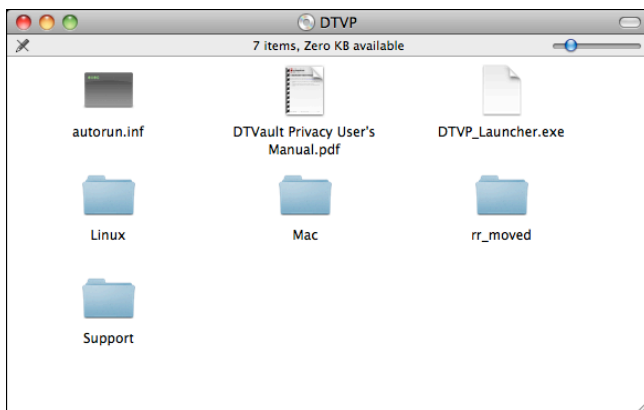 DTVP
7 items, Zero KB available
autorun.inf
DTVault Privacy User's
Manual.pdf
DTVP_Launcher.exe
Linux
Mac
rr_moved
Support